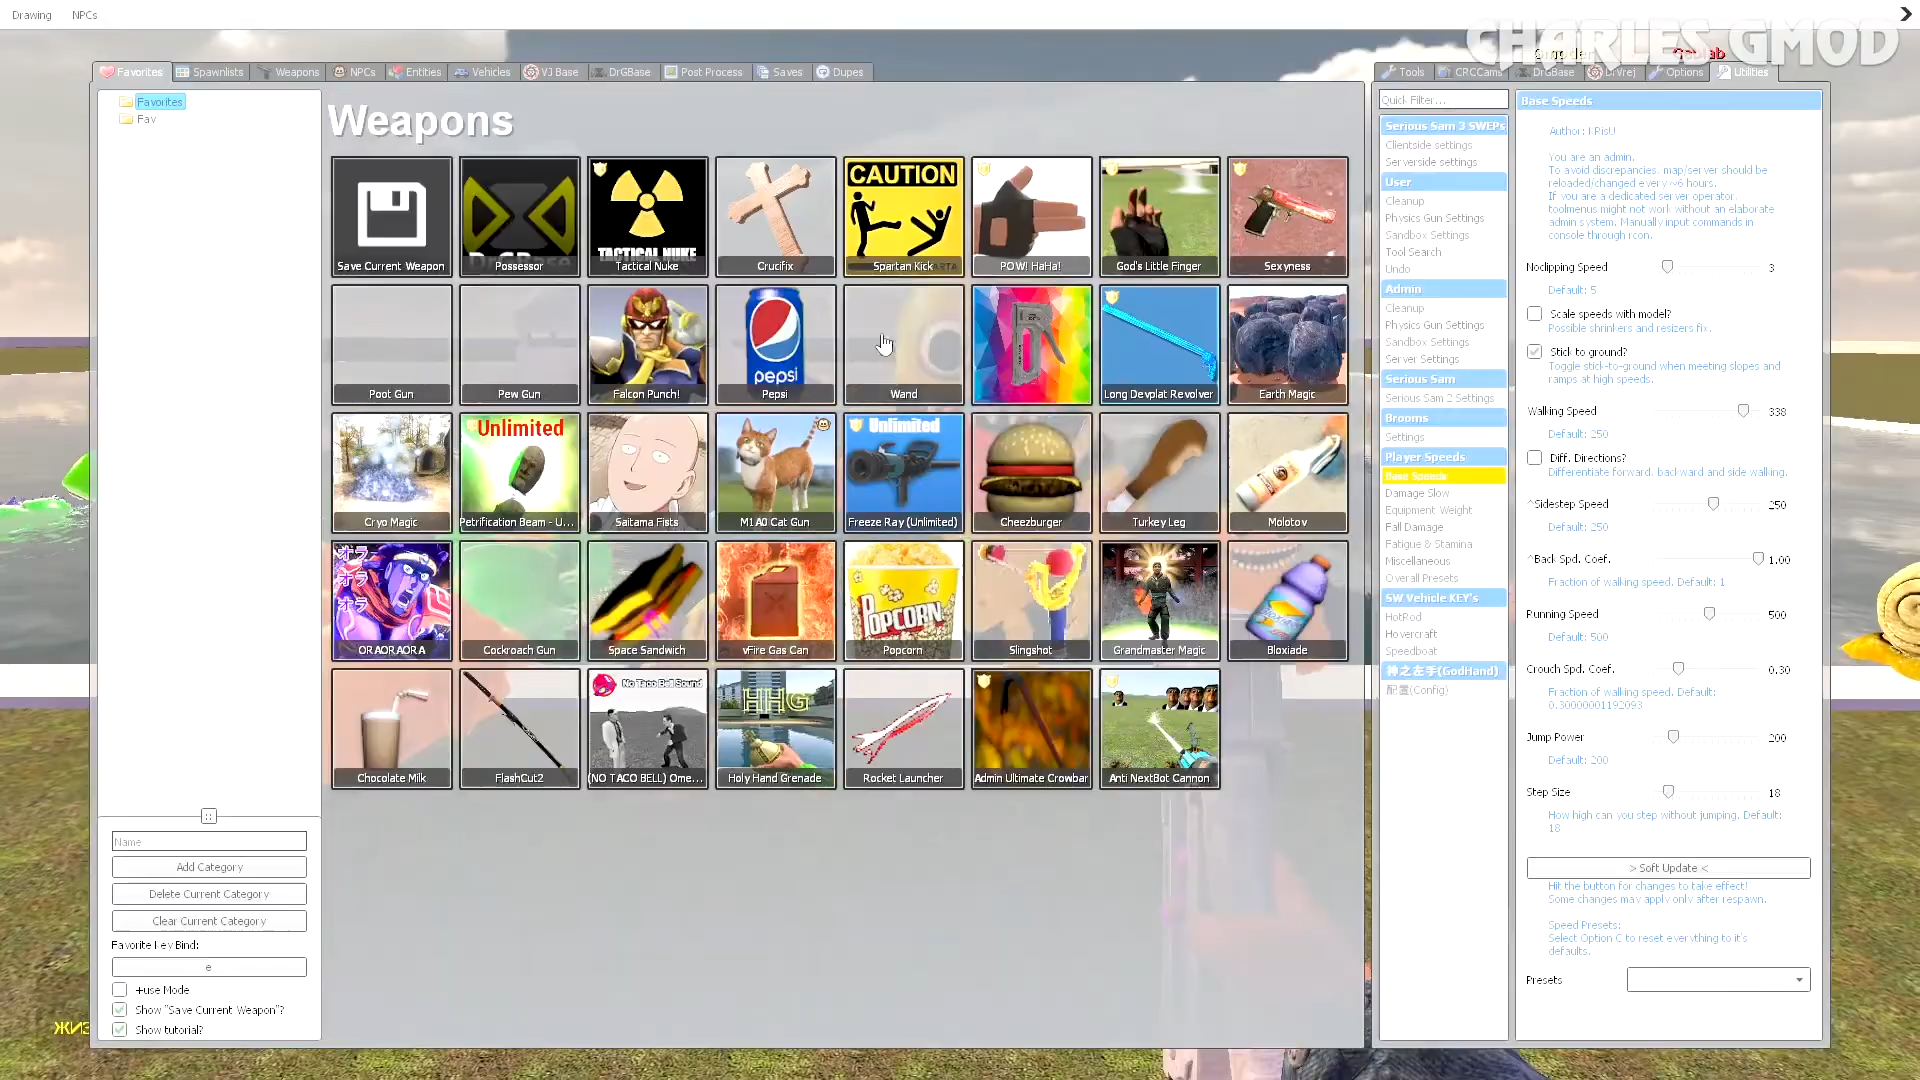 Drawing NPCs
CHARLES GMOD
Favorites Spawnlists Weapons NPCs Entities Vehicles VJ Base DrGBase Post Process Saves Dupes
Tools CRCCams DrGBase DrVrej Options Utilities
Favorites
Fav
Name
Add Category
Delete Current Category
Clear Current Category
Favorite Key Bind:
e
+use Mode
Show "Save Current Weapon"?
Show tutorial?
Weapons
Save Current Weapon
Possessor
TACTICAL NUKE
Tactical Nuke
Crucifix
CAUTION
Spartan Kick
POW! HaHa!
God's Little Finger
Sexyness
Poot Gun
Pew Gun
Falcon Punch!
pepsi
Pepsi
Wand
Long Devplat Revolver
Earth Magic
Cryo Magic
Unlimited
Petrification Beam - U...
Saitama Fists
M1A0 Cat Gun
Unlimited
Freeze Ray (Unlimited)
Cheezburger
Turkey Leg
Molotov
オラ
オラ
オラ
ORAORAORA
Cockroach Gun
Space Sandwich
vFire Gas Can
POPCORN
Popcorn
Slingshot
Grandmaster Magic
Bloxiade
Chocolate Milk
FlashCut2
No Taco Bell Sound
(NO TACO BELL) Ome...
HHG
Holy Hand Grenade
Rocket Launcher
Admin Ultimate Crowbar
Anti NextBot Cannon
Quick Filter...
Serious Sam 3 SWEPs
Clientside settings
Serverside settings
User
Cleanup
Physics Gun Settings
Sandbox Settings
Tool Search
Undo
Admin
Cleanup
Physics Gun Settings
Sandbox Settings
Server Settings
Serious Sam
Serious Sam 2 Settings
Brooms
Settings
Player Speeds
Base Speeds
Damage Slow
Equipment Weight
Fall Damage
Fatigue & Stamina
Miscellaneous
Overall Presets
SW Vehicle KEY's
HotRod
Hovercraft
Speedboat
神之左手(GodHand)
配置(Config)
Base Speeds
Author: NPisU
You are an admin.
To avoid discrepancies, map/server should be
reloaded/changed every ~6 hours.
If you are a dedicated server operator,
toolmenus might not work without an elaborate
admin system. Manually input commands in
console through rcon.
Noclipping Speed 3
Default: 5
Scale speeds with model?
Possible shrinkers and resizers fix.
Stick to ground?
Toggle stick-to-ground when meeting slopes and
ramps at high speeds.
Walking Speed 338
Default: 250
Diff. Directions?
Differentiate forward, backward and side walking.
^Sidestep Speed 250
Default: 250
^Back Spd. Coef. 1.00
Fraction of walking speed. Default: 1
Running Speed 500
Default: 500
Crouch Spd. Coef. 0.30
Fraction of walking speed. Default:
0.30000001192093
Jump Power 200
Default: 200
Step Size 18
How high can you step without jumping. Default:
18
> Soft Update <
Hit the button for changes to take effect!
Some changes may apply only after respawn.
Speed Presets:
Select Option C to reset everything to it's
defaults.
Presets